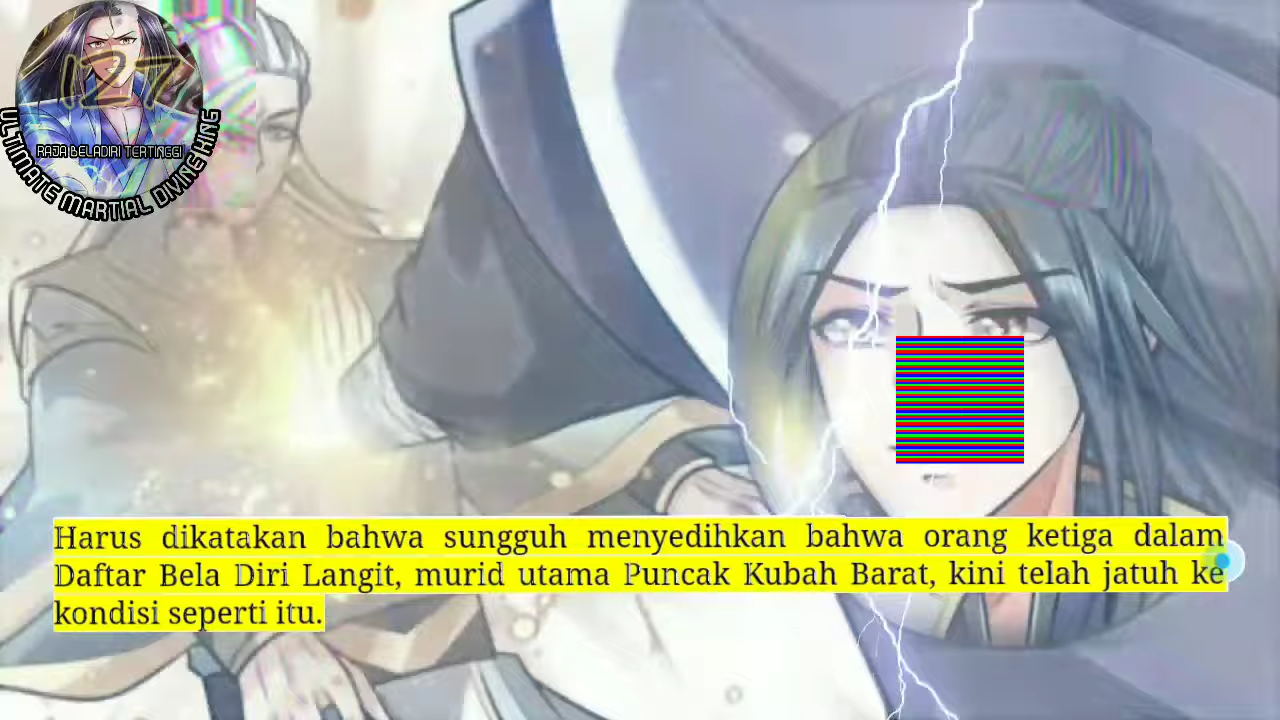 127
RAJA BELADIRI TERTINGGI
ULTIMATE MARTIAL DIVINE KING
Harus dikatakan bahwa sungguh menyedihkan bahwa orang ketiga dalam
Daftar Bela Diri Langit, murid utama Puncak Kubah Barat, kini telah jatuh ke
kondisi seperti itu.